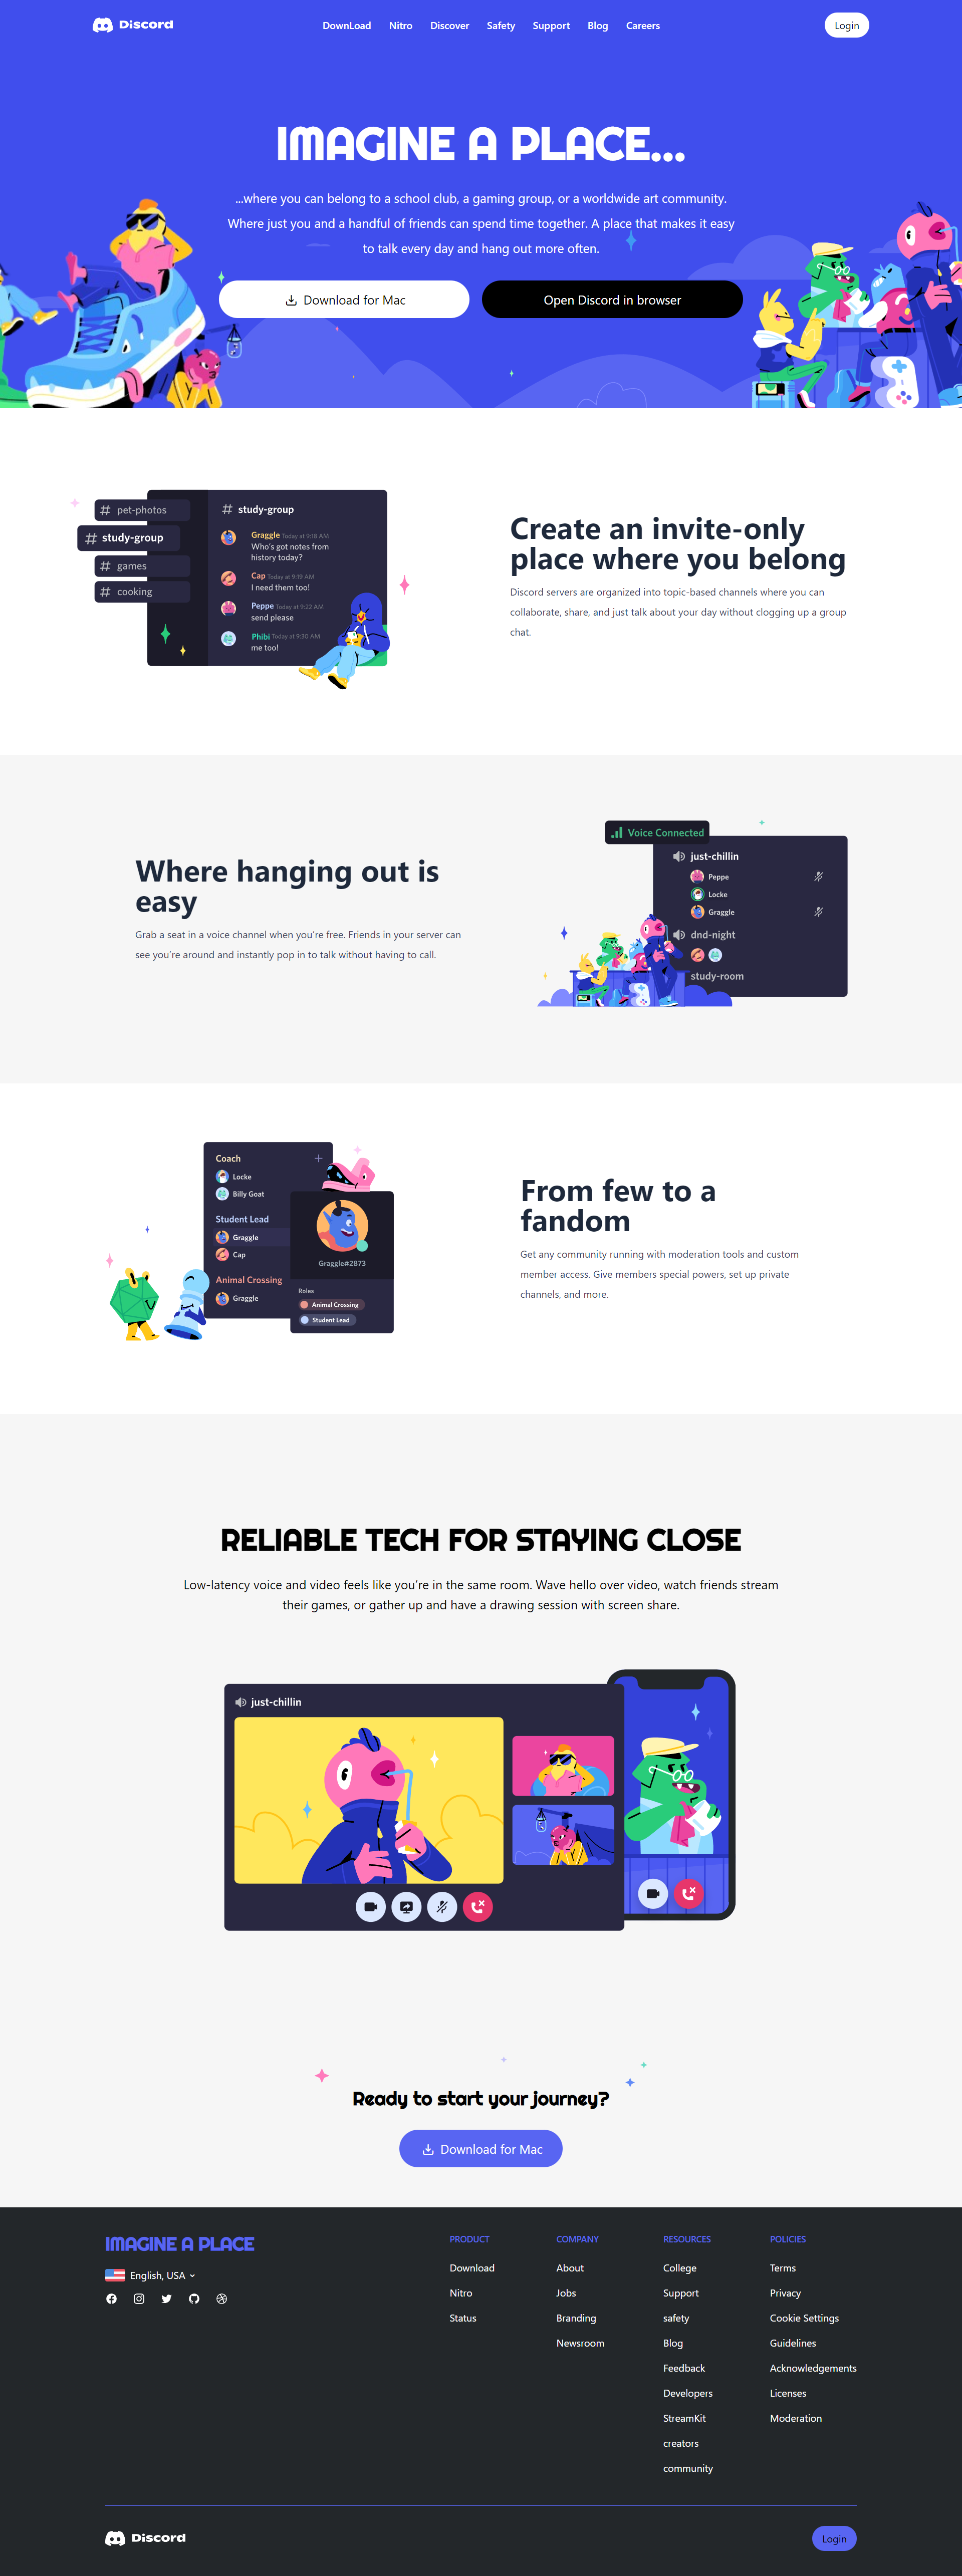 Discord
DownLoad Nitro Discover Safety Support Blog Careers
Login
IMAGINE A PLACE...
...where you can belong to a school club, a gaming group, or a worldwide art community.
Where just you and a handful of friends can spend time together. A place that makes it easy
to talk every day and hang out more often.
Download for Mac
Open Discord in browser
pet-photos
study-group
games
cooking
study-group
Graggle Today at 9:18 AM
Who's got notes from
history today?
Cap Today at 9:19 AM
I need them too!
Peppe Today at 9:22 AM
send please
Phibi Today at 9:30 AM
me too!
Create an invite-only
place where you belong
Discord servers are organized into topic-based channels where you can
collaborate, share, and just talk about your day without clogging up a group
chat.
Where hanging out is
easy
Grab a seat in a voice channel when you're free. Friends in your server can
see you're around and instantly pop in to talk without having to call.
Voice Connected
just-chillin
Peppe
Locke
Graggle
dnd-night
study-room
Coach
Locke
Billy Goat
Student Lead
Graggle
Cap
Animal Crossing
Graggle
Graggle#2873
Roles
Animal Crossing
Student Lead
From few to a
fandom
Get any community running with moderation tools and custom
member access. Give members special powers, set up private
channels, and more.
RELIABLE TECH FOR STAYING CLOSE
Low-latency voice and video feels like you're in the same room. Wave hello over video, watch friends stream
their games, or gather up and have a drawing session with screen share.
just-chillin
Ready to start your journey?
Download for Mac
IMAGINE A PLACE
English, USA
PRODUCT
Download
Nitro
Status
COMPANY
About
Jobs
Branding
Newsroom
RESOURCES
College
Support
safety
Blog
Feedback
Developers
StreamKit
creators
community
POLICIES
Terms
Privacy
Cookie Settings
Guidelines
Acknowledgements
Licenses
Moderation
Discord
Login